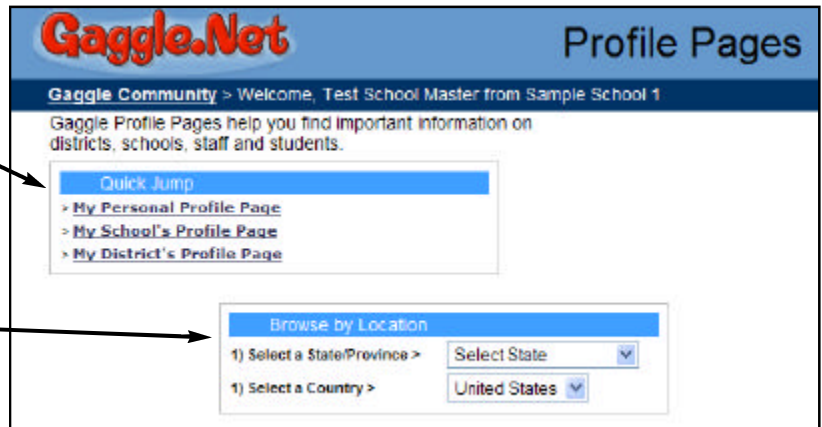 Gaggle.Net
Profile Pages
Gaggle Community > Welcome, Test School Master from Sample School 1
Gaggle Profile Pages help you find important information on
districts, schools, staff and students.
Quick Jump
> My Personal Profile Page
> My School's Profile Page
> My District's Profile Page
Browse by Location
1) Select a State/Province > Select State
1) Select a Country > United States